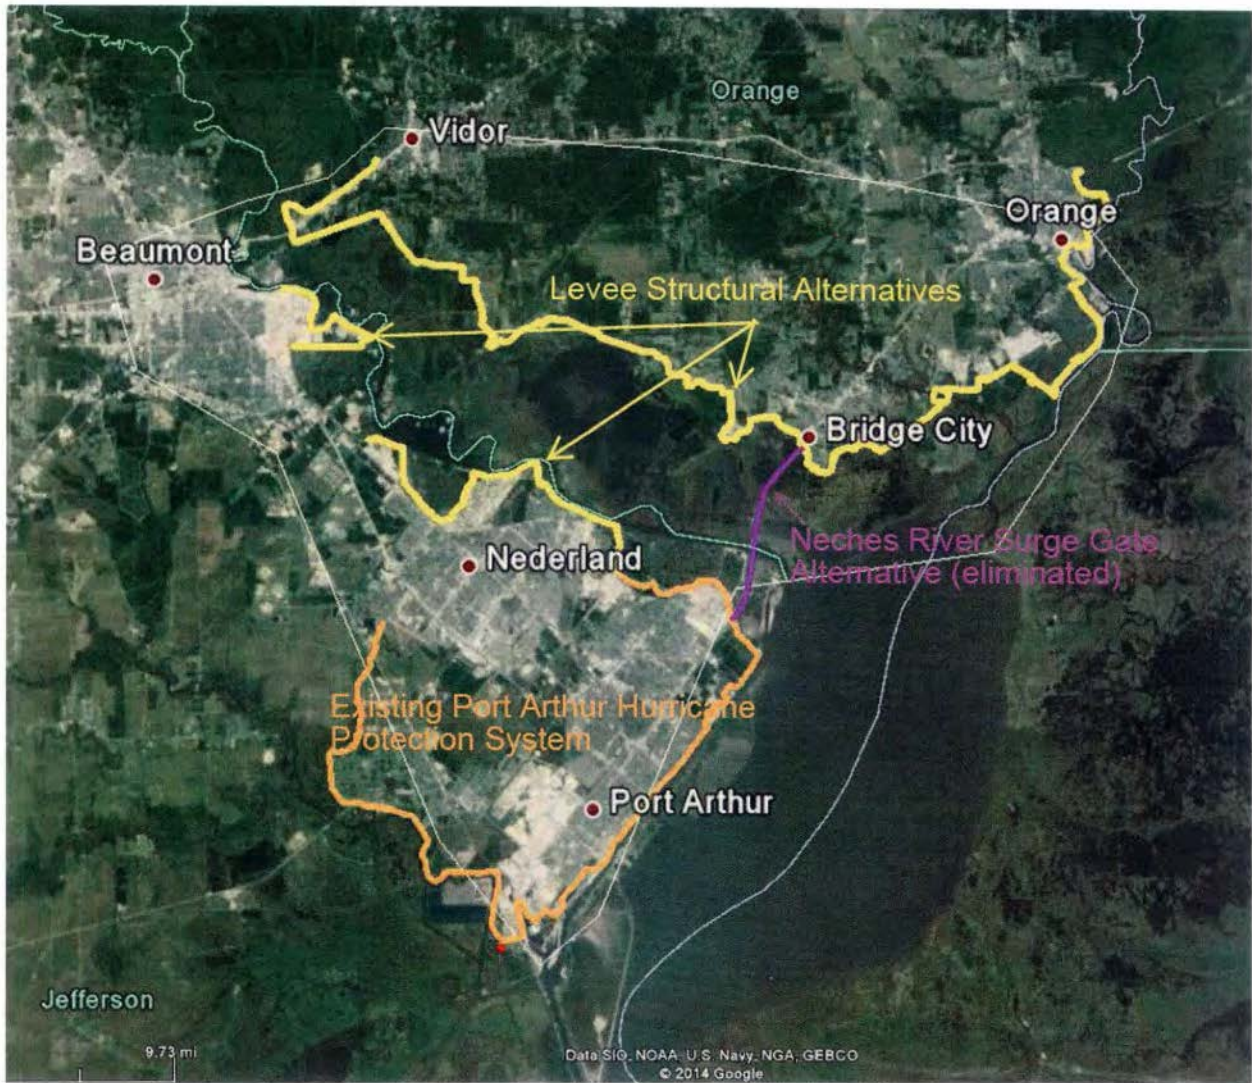 Orange
Vidor
Orange
Beaumont
Levee Structural Alternatives
Bridge City
Neches River Surge Gate
Alternative (eliminated)
Nederland
Existing Port Arthur Hurricane
Protection System
Port Arthur
Jefferson
9.73 mi
Data SIO, NOAA, U.S. Navy, NGA, GEBCO
© 2014 Google